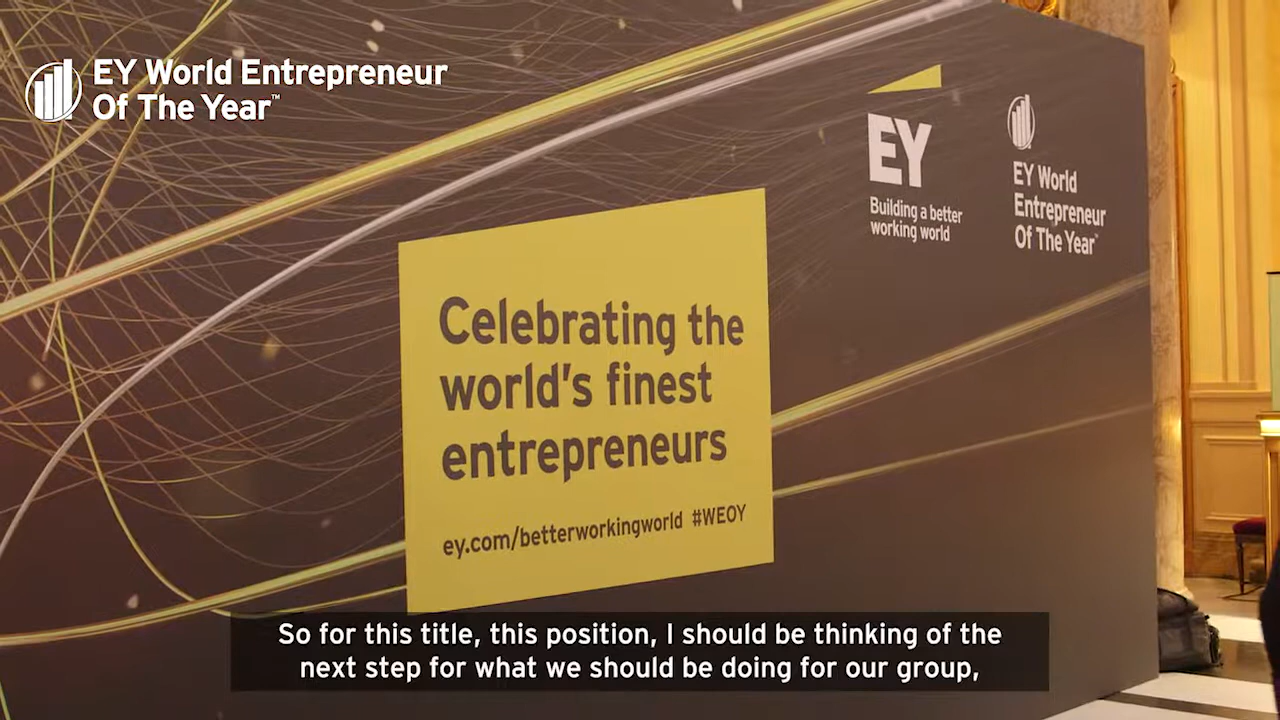 EY World Entrepreneur
Of The Year™
EY
Building a better
working world
EY World
Entrepreneur
Of The Year™
Celebrating the
world's finest
entrepreneurs
ey.com/betterworkingworld #WEOY
So for this title, this position, I should be thinking of the
next step for what we should be doing for our group,